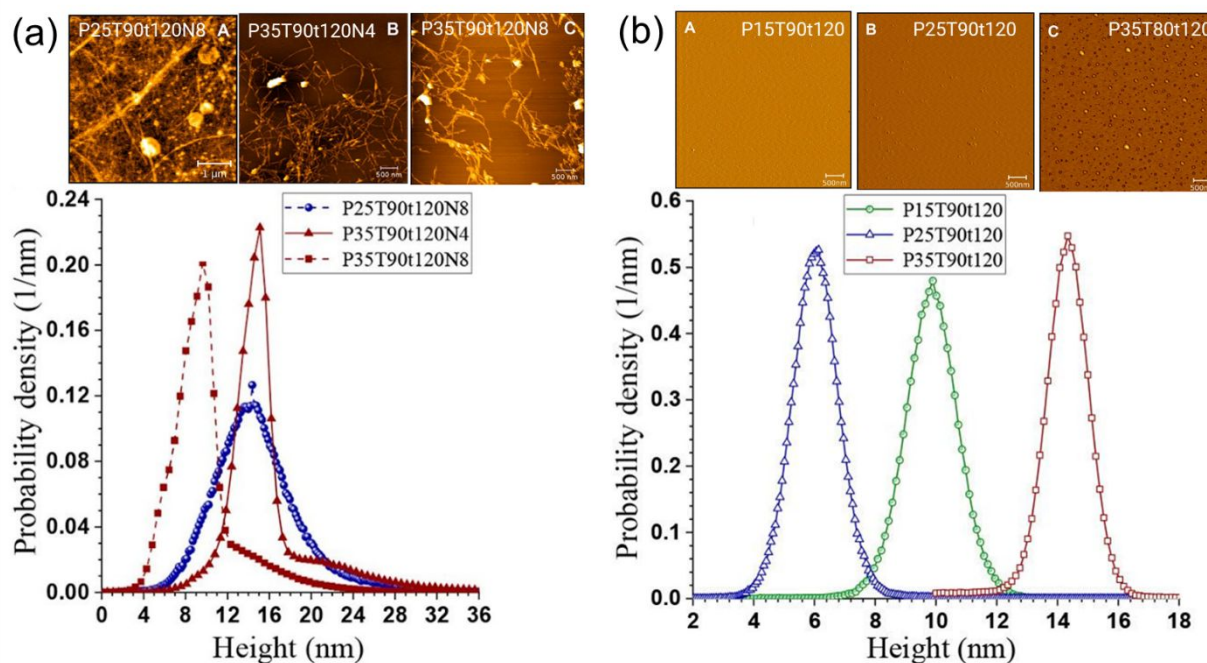 (a)
P25T90t120N8 A
1 μm
P35T90t120N4 B
500 nm
P35T90t120N8 C
500 nm
Probability density (1/nm)
0.24
0.20
0.16
0.12
0.08
0.04
0.00
P25T90t120N8
P35T90t120N4
P35T90t120N8
0 4 8 12 16 20 24 28 32 36
Height (nm)
(b)
A P15T90t120
500nm
B P25T90t120
500nm
C P35T80t120
500nm
Probability density (1/nm)
0.6
0.5
0.4
0.3
0.2
0.1
0.0
P15T90t120
P25T90t120
P35T90t120
2 4 6 8 10 12 14 16 18
Height (nm)